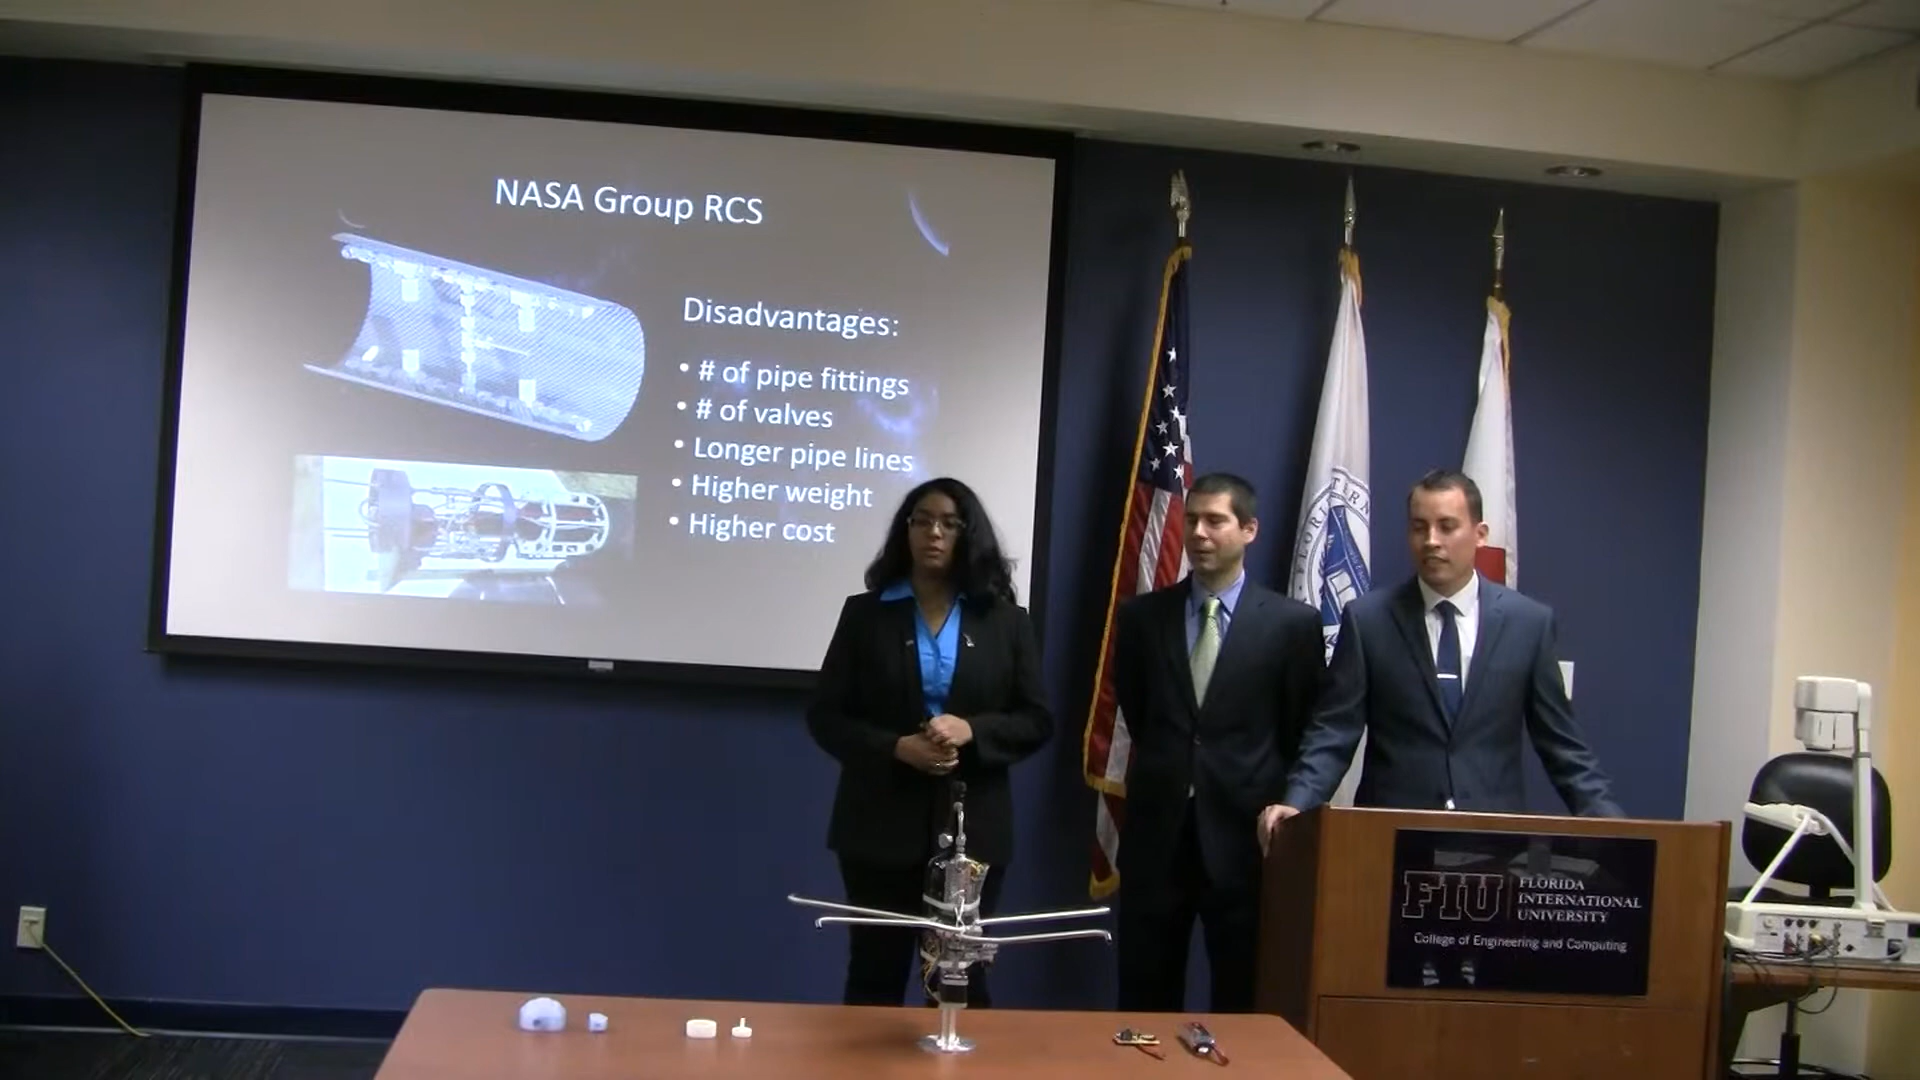 NASA Group RCS
Disadvantages:
• # of pipe fittings
• # of valves
• Longer pipe lines
• Higher weight
• Higher cost
FIU
FLORIDA
INTERNATIONAL
UNIVERSITY
College of Engineering and Computing